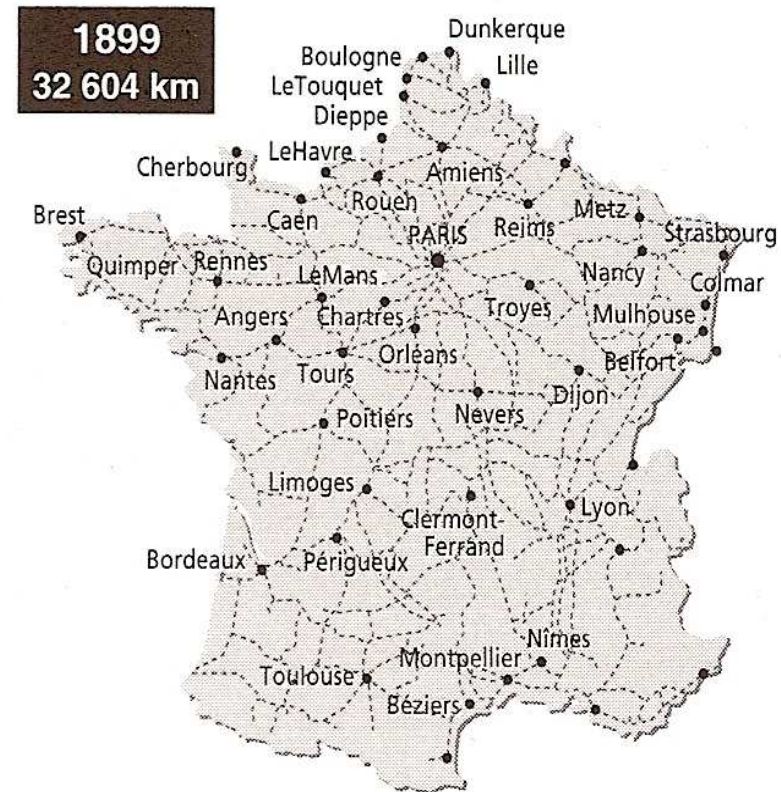 1899
32 604 km
Dunkerque
Boulogne
Lille
LeTouquet
Dieppe
LeHavre
Cherbourg
Amiens
Rouen
Caen
Reims
Metz
Brest
PARIS
Strasbourg
Quimper
Rennes
LeMans
Nancy
Colmar
Troyes
Mulhouse
Angers
Chartres
Orléans
Belfort
Nantes
Tours
Dijon
Nevers
Poitiers
Limoges
Lyon
Clermont-
Ferrand
Bordeaux
Périgueux
Nîmes
Montpellier
Toulouse
Béziers